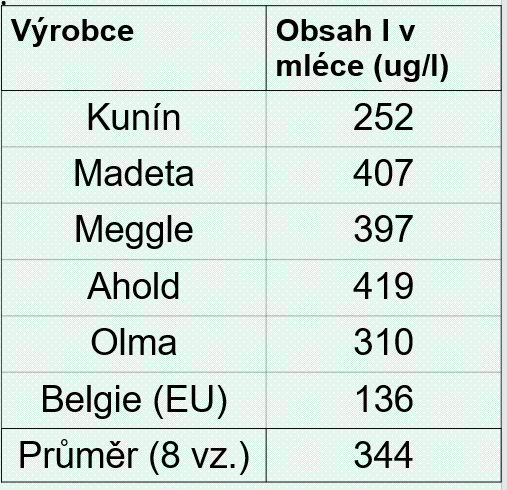 Výrobce Obsah I v
mléce (ug/l)
Kunín 252
Madeta 407
Meggle 397
Ahold 419
Olma 310
Belgie (EU) 136
Průměr (8 vz.) 344